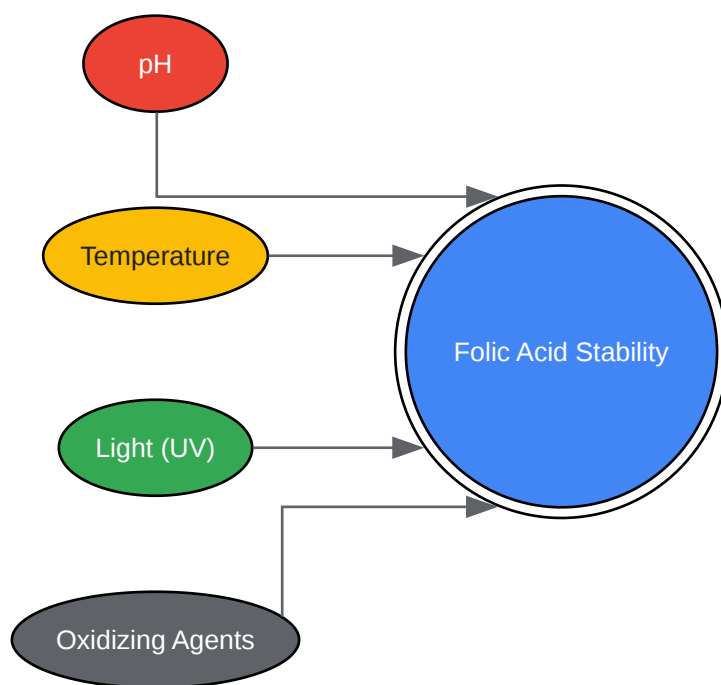 pH
Temperature
Folic Acid Stability
Light (UV)
Oxidizing Agents